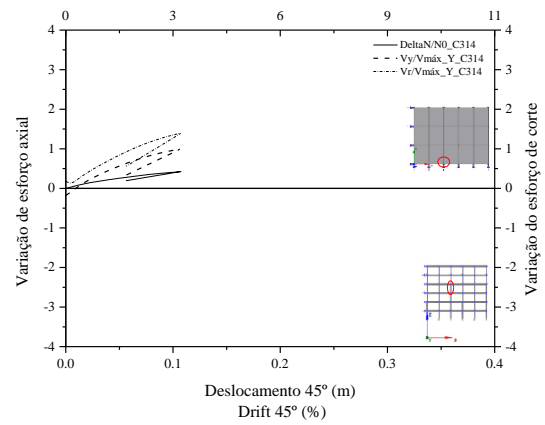 0 3 6 8 11
4 4
3 3
2 2
1 1
0 0
-1 -1
-2 -2
-3 -3
-4 -4
0.0 0.1 0.2 0.3 0.4
DeltaN/N0_C314
Vy/Vmáx_Y_C314
Vr/Vmáx_Y_C314
Variação de esforço axial
Variação do esforço de corte
Deslocamento 45º (m)
Drift 45º (%)